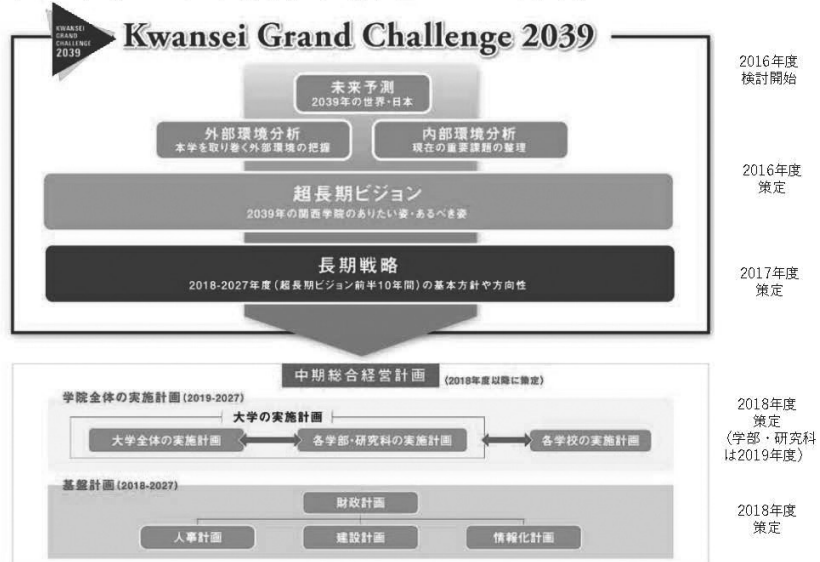 KWANSEI
GRAND
CHALLENGE
2039
Kwansei Grand Challenge 2039
未来予測
2039年の世界・日本
外部環境分析
本学を取り巻く外部環境の把握
内部環境分析
現在の重要課題の整理
超長期ビジョン
2039年の関西学院のありたい姿・あるべき姿
長期戦略
2018-2027年度(超長期ビジョン前半10年間)の基本方針や方向性
2016年度
検討開始
2016年度
策定
2017年度
策定
中期総合経営計画 (2018年度以降に策定)
学院全体の実施計画(2019-2027)
大学の実施計画
大学全体の実施計画
各学部・研究科の実施計画
各学校の実施計画
2018年度
策定
(学部・研究科
は2019年度)
基盤計画(2018-2027)
財政計画
人事計画
建設計画
情報化計画
2018年度
策定